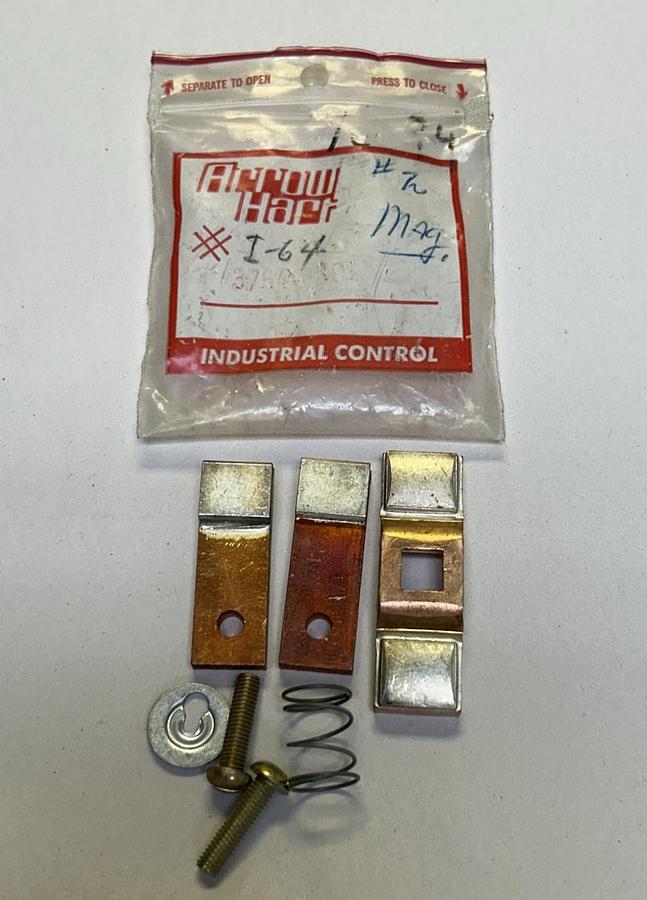 SEPARATE TO OPEN PRESS TO CLOSE
Arrow
Hart
#2
Mag.
# I-64
INDUSTRIAL CONTROL